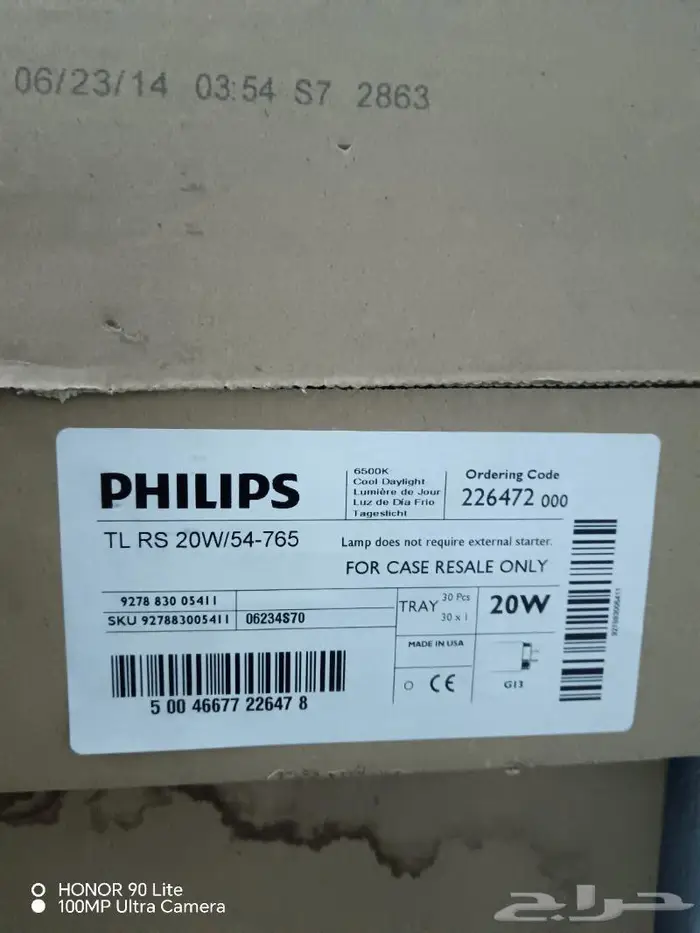 06/23/14 03:54 S7 2863
PHILIPS
TL RS 20W/54-765
6500K
Cool Daylight
Lumière de Jour
Luz de Dia Frio
Tageslicht
Ordering Code
226472 000
Lamp does not require external starter.
FOR CASE RESALE ONLY
9278 83 0 05411
SKU 927883005411
06234S70
TRAY
30 Pcs
30 x 1
20W
MADE IN USA
CE
G13
5 00 46677 22647 8
927883005411
HONOR 90 Lite
100MP Ultra Camera
حراج